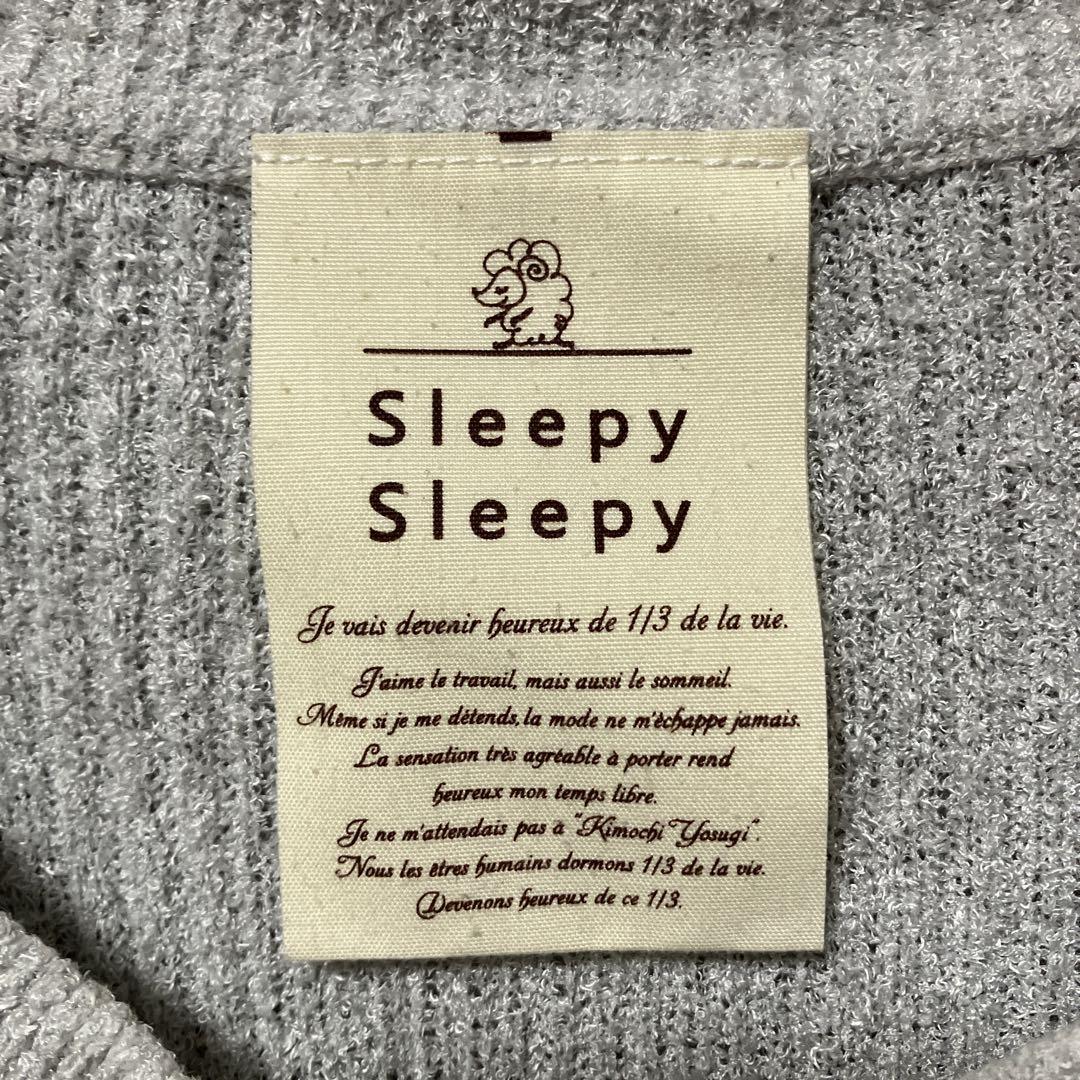 Sleepy
Sleepy
Je vais devenir heureux de 1/3 de la vie.
J'aime le travail, mais aussi le sommeil.
Même si je me détends, la mode ne m'échappe jamais.
La sensation très agréable à porter rend
heureux mon temps libre.
Je ne m'attendais pas à "Kimochi Yosugi".
Nous les êtres humains dormons 1/3 de la vie.
Devenons heureux de ce 1/3.